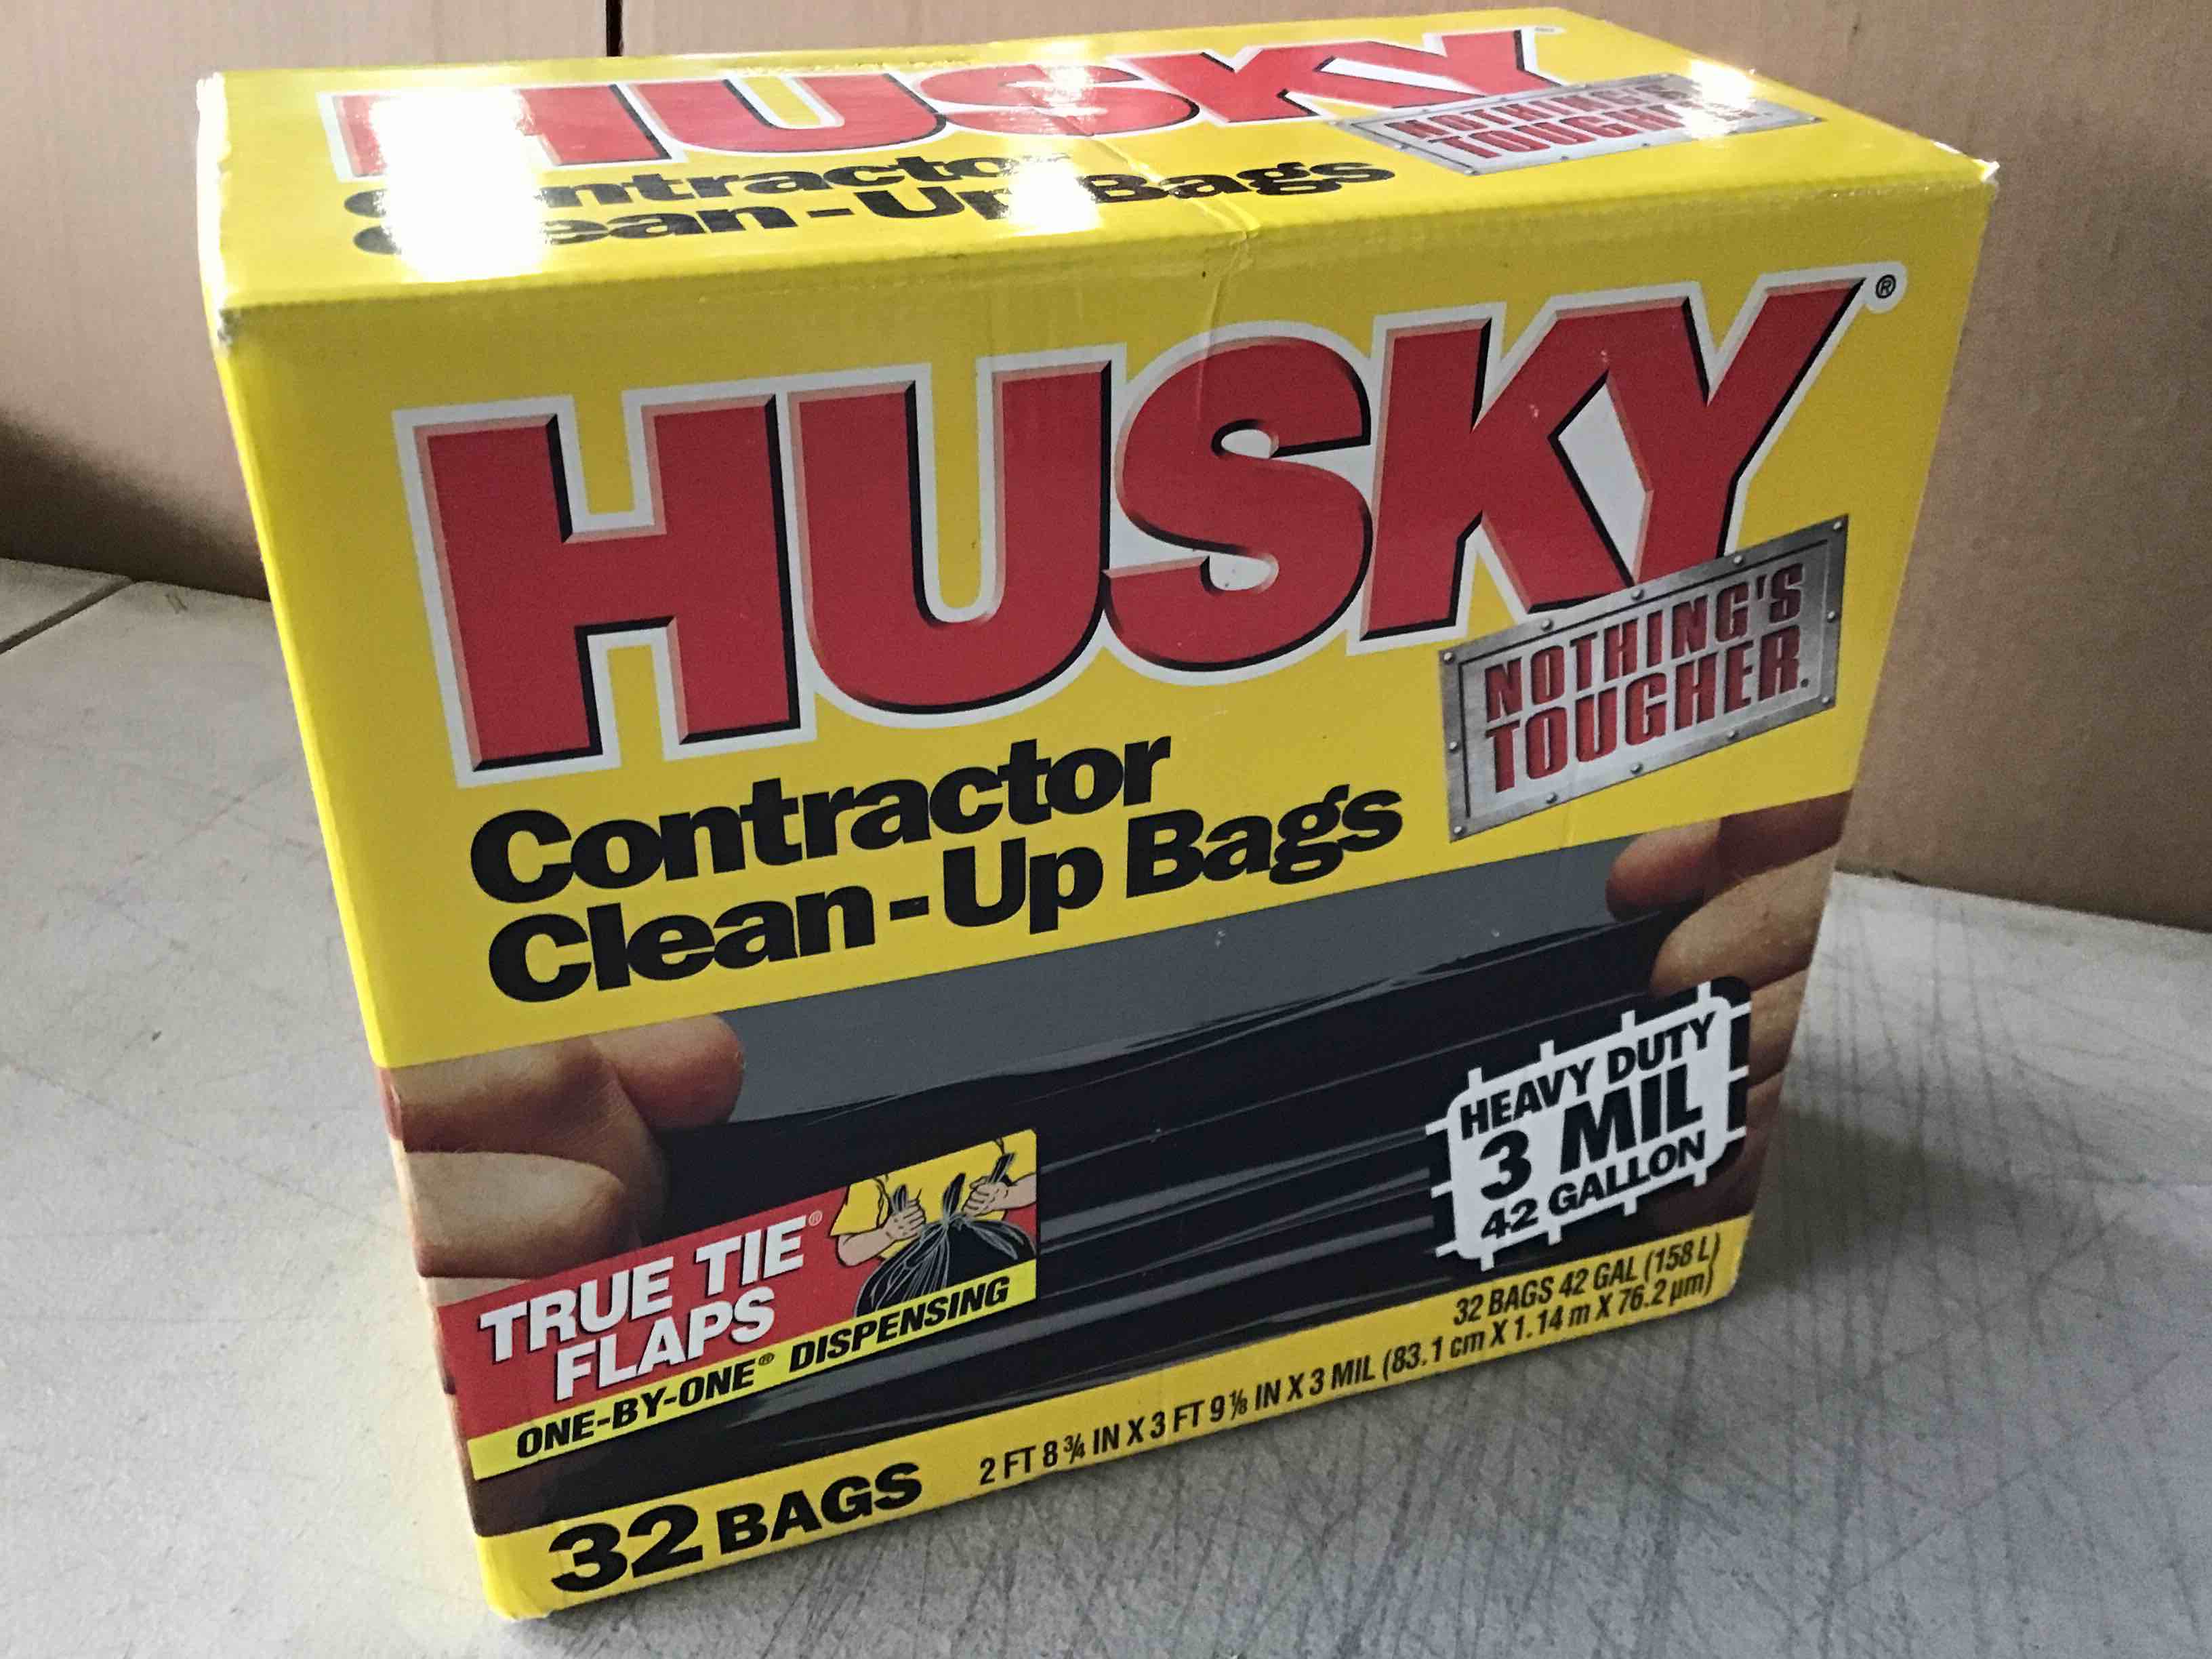 HUSKY
NOTHING'S
TOUGHER
Contractor
Clean-Up Bags
HUSKY®
NOTHING'S
TOUGHER.
Contractor
Clean-Up Bags
HEAVY DUTY
3 MIL
42 GALLON
TRUE TIE®
FLAPS
ONE-BY-ONE® DISPENSING
32 BAGS 42 GAL (158 L)
2 FT 8 ¾ IN X 3 FT 9 ⅛ IN X 3 MIL (83.1 cm X 1.14 m X 76.2 µm)
32 BAGS